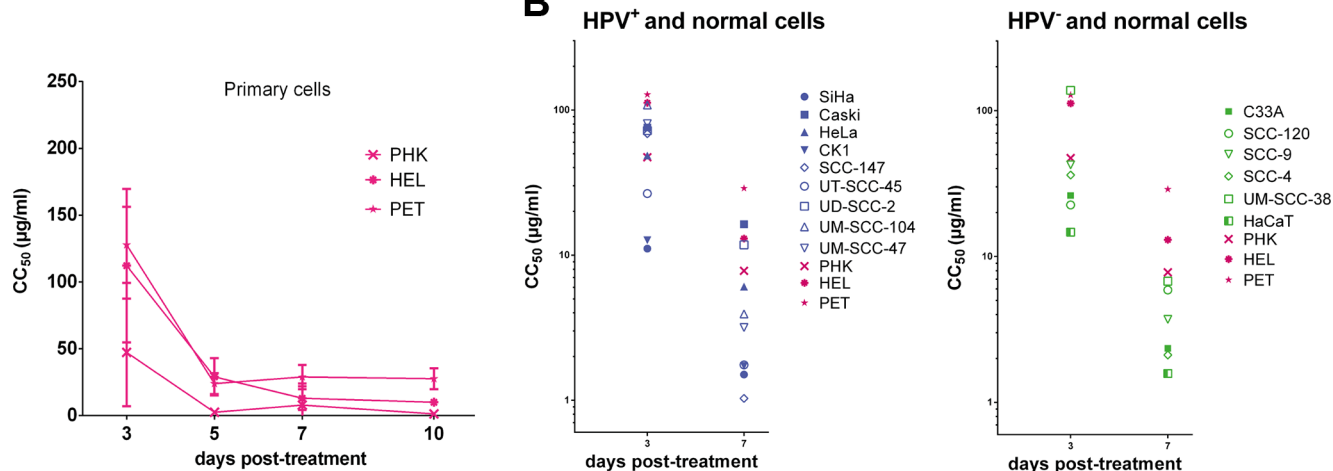 B
Primary cells
250
200
150
100
50
0
CC50 (µg/ml)
3 5 7 10
days post-treatment
PHK
HEL
PET
HPV+ and normal cells
100
10
1
CC50 (µg/ml)
3 7
days post-treatment
SiHa
Caski
HeLa
CK1
SCC-147
UT-SCC-45
UD-SCC-2
UM-SCC-104
UM-SCC-47
PHK
HEL
PET
HPV- and normal cells
100
10
1
CC50 (µg/ml)
3 7
days post-treatment
C33A
SCC-120
SCC-9
SCC-4
UM-SCC-38
HaCaT
PHK
HEL
PET